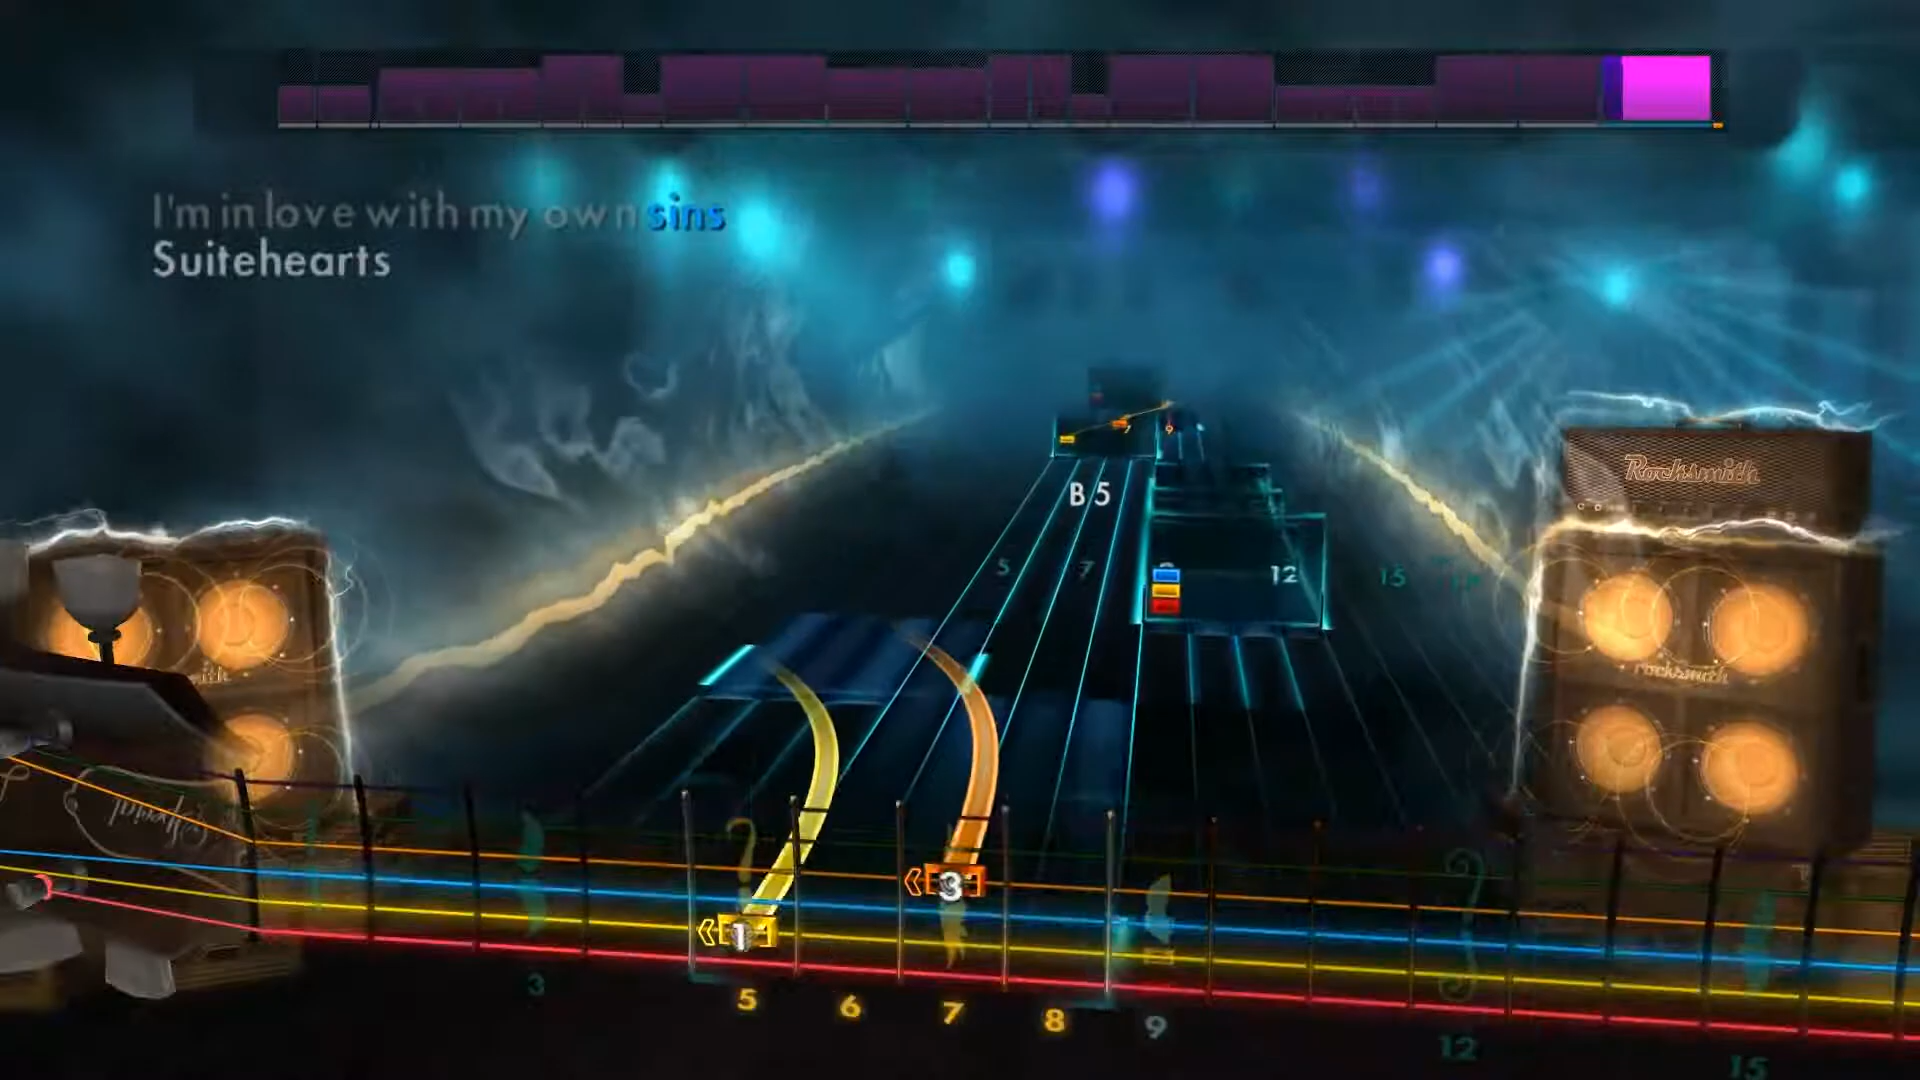 I'm in love with my own sins
Suitehearts
Rocksmith
B 5
5 7 12 15
Rocksmith
3
1
3 5 6 7 8 9 12 15